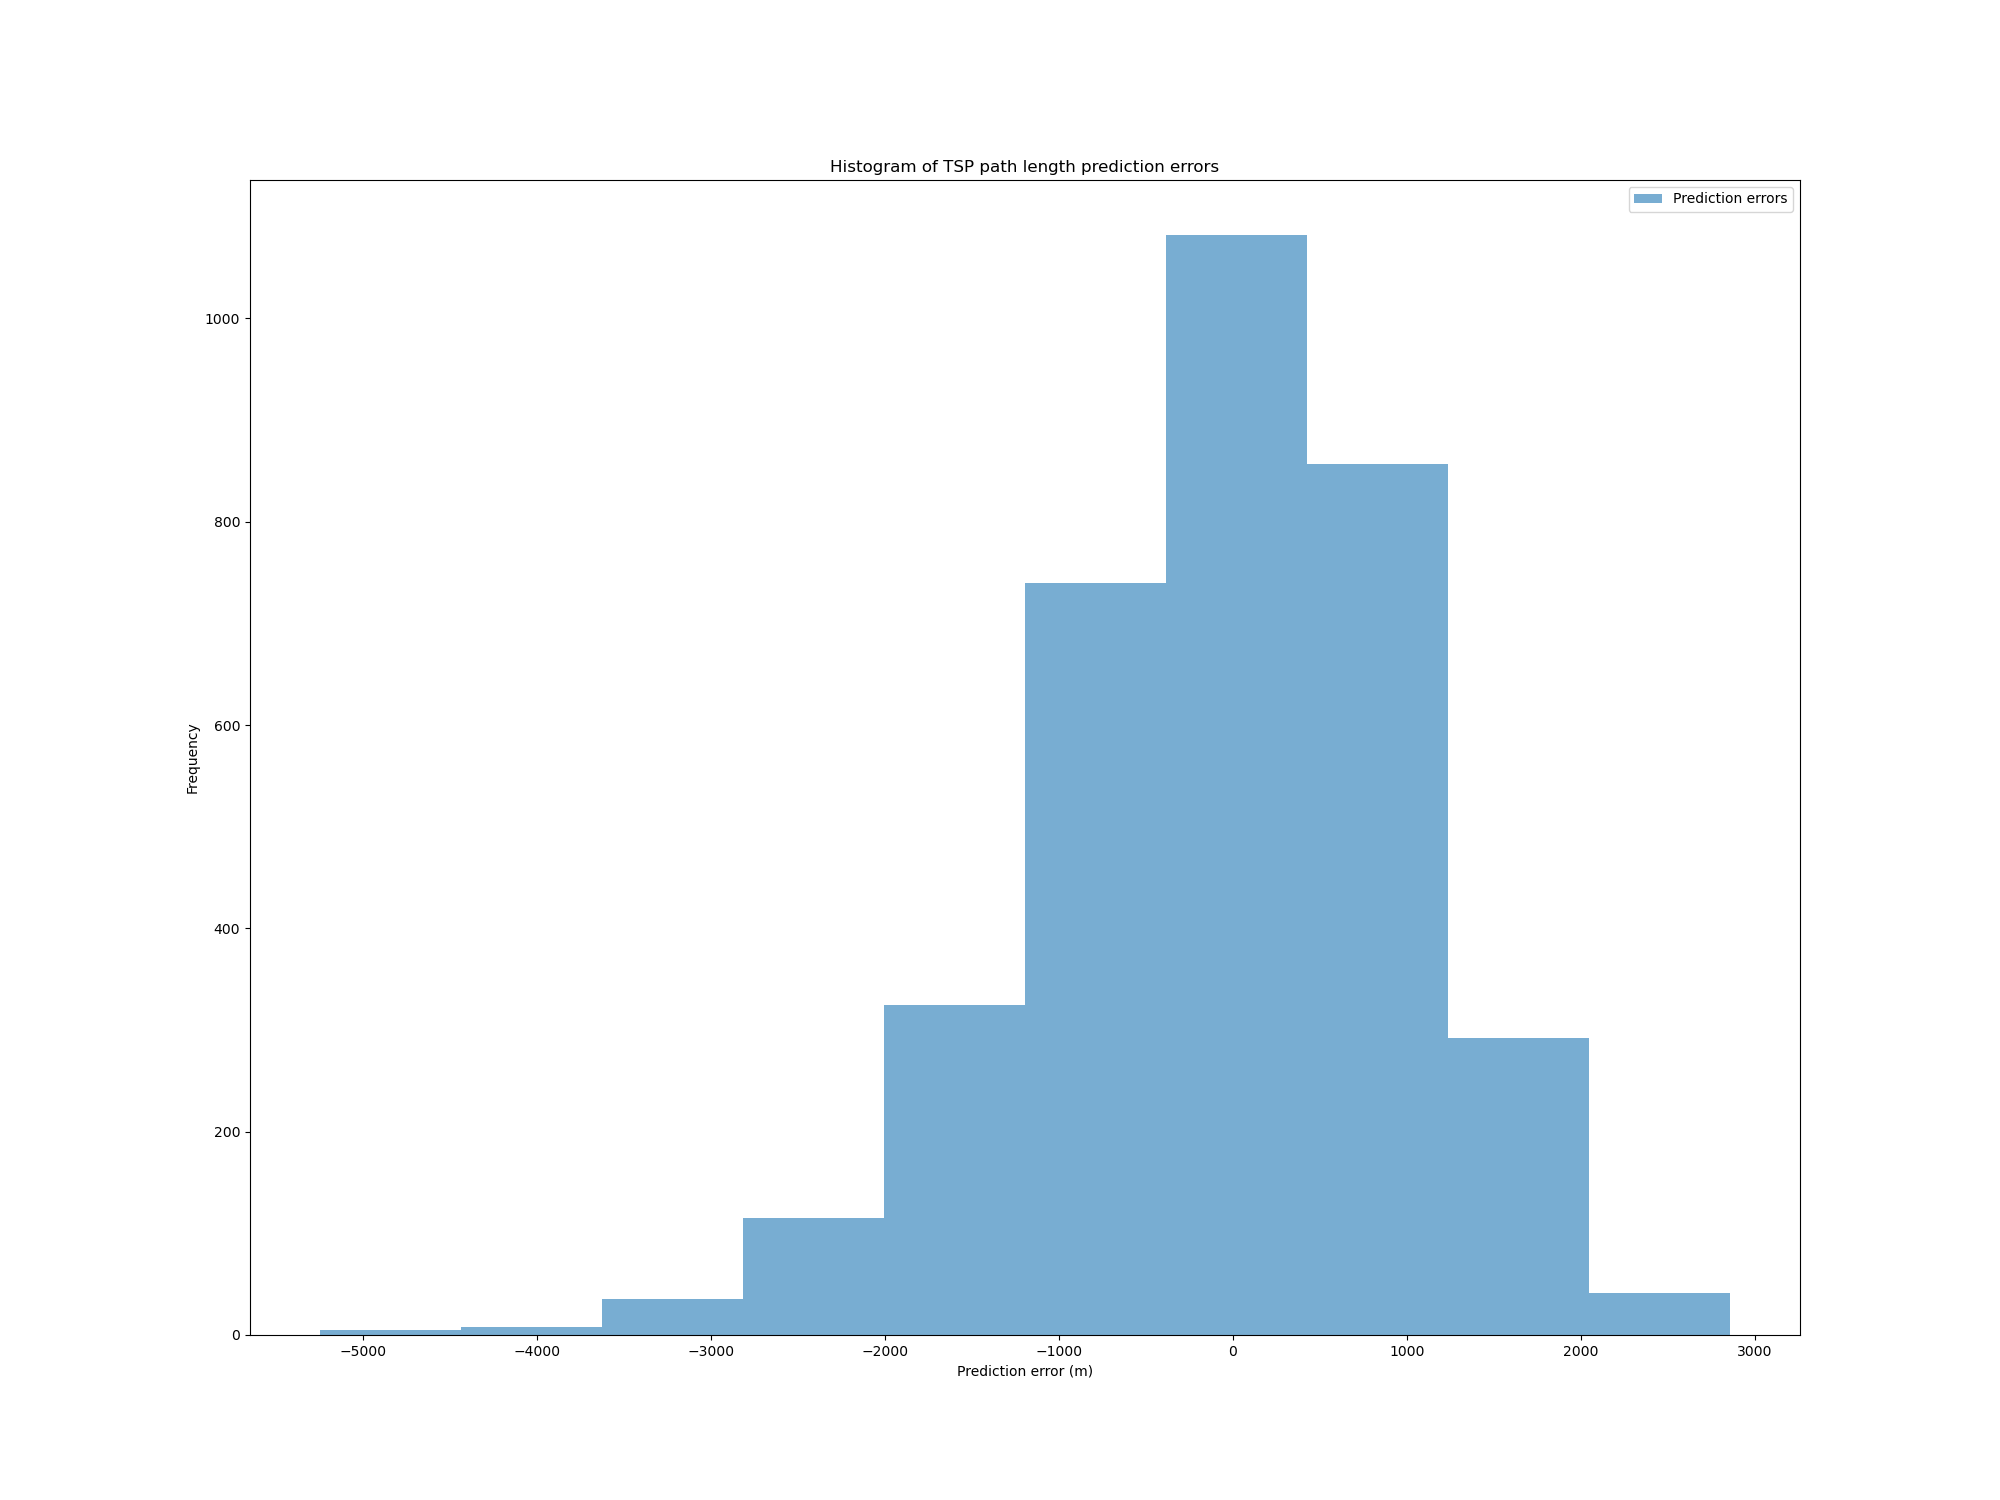 Histogram of TSP path length prediction errors
Prediction errors
1000
800
600
400
200
0
Frequency
−5000 −4000 −3000 −2000 −1000 0 1000 2000 3000
Prediction error (m)